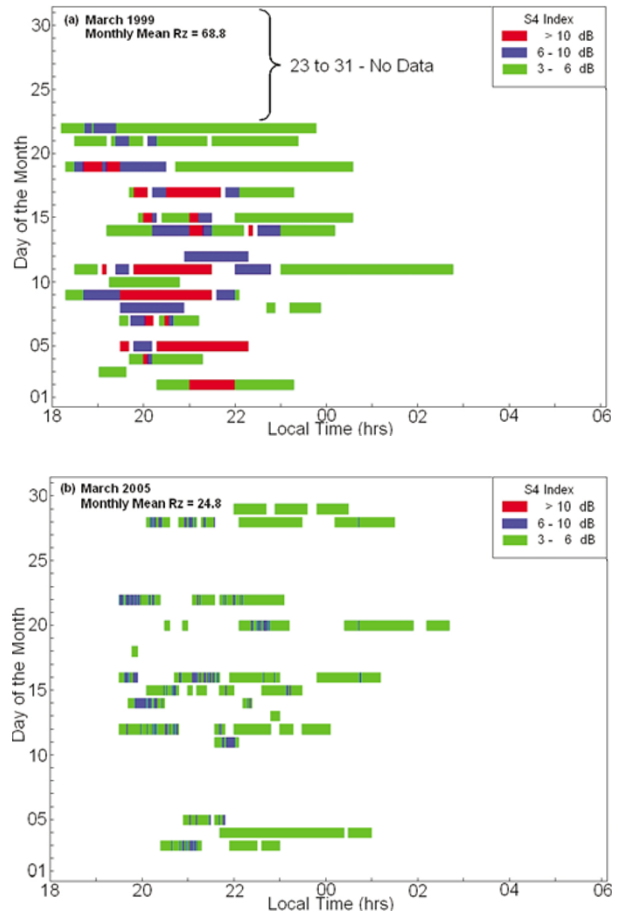 (a) March 1999
Monthly Mean Rz = 68.8
23 to 31 - No Data
S4 Index
> 10 dB
6 - 10 dB
3 - 6 dB
Day of the Month
30
25
20
15
10
05
01
18 20 22 00 02 04 06
Local Time (hrs)
(b) March 2005
Monthly Mean Rz = 24.8
S4 Index
> 10 dB
6 - 10 dB
3 - 6 dB
Day of the Month
30
25
20
15
10
05
01
18 20 22 00 02 04 06
Local Time (hrs)